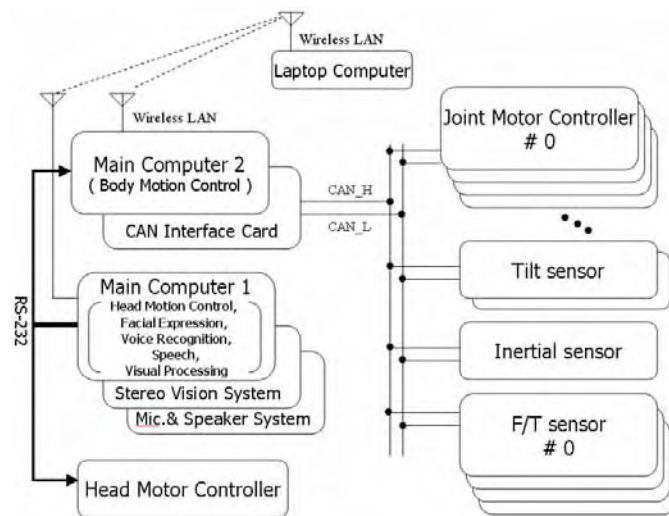 Wireless LAN
Laptop Computer
Wireless LAN
Main Computer 2
( Body Motion Control )
CAN Interface Card
CAN_H
CAN_L
Joint Motor Controller
# 0
Tilt sensor
Inertial sensor
F/T sensor
# 0
RS-232
Main Computer 1
Head Motion Control,
Facial Expression,
Voice Recognition,
Speech,
Visual Processing
Stereo Vision System
Mic.& Speaker System
Head Motor Controller